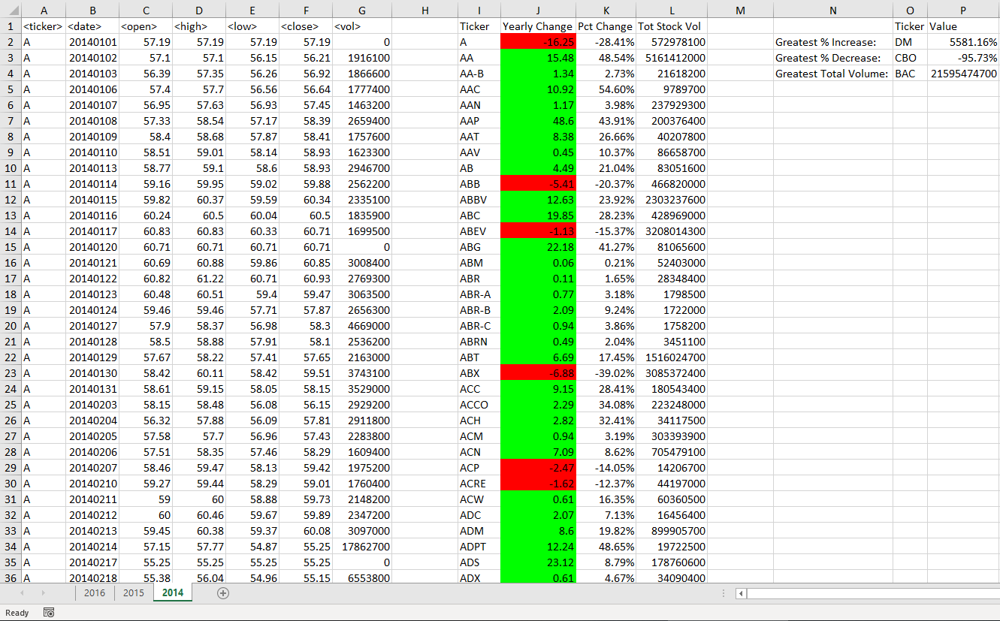 A B C D E F G H I J K L M N O P
1 <ticker> <date> <open> <high> <low> <close> <vol> Ticker Yearly Change Pct Change Tot Stock Vol Ticker Value
2 A 20140101 57.19 57.19 57.19 57.19 0 A -16.25 -28.41% 572978100 Greatest % Increase: DM 5581.16%
3 A 20140102 57.1 57.1 56.15 56.21 1916100 AA 15.48 48.54% 5161412000 Greatest % Decrease: CBO -95.73%
4 A 20140103 56.39 57.35 56.26 56.92 1866600 AA-B 1.34 2.73% 21618200 Greatest Total Volume: BAC 21595474700
5 A 20140106 57.4 57.7 56.56 56.64 1777400 AAC 10.92 54.60% 9789700
6 A 20140107 56.95 57.63 56.93 57.45 1463200 AAN 1.17 3.98% 237929300
7 A 20140108 57.33 58.54 57.17 58.39 2659400 AAP 48.6 43.91% 200376400
8 A 20140109 58.4 58.68 57.87 58.41 1757600 AAT 8.38 26.66% 40207800
9 A 20140110 58.51 59.01 58.14 58.93 1623300 AAV 0.45 10.37% 86658700
10 A 20140113 58.77 59.1 58.6 58.93 2946700 AB 4.49 21.04% 83051600
11 A 20140114 59.16 59.95 59.02 59.88 2562200 ABB -5.41 -20.37% 466820000
12 A 20140115 59.82 60.37 59.59 60.34 2335100 ABBV 12.63 23.92% 2303237600
13 A 20140116 60.24 60.5 60.04 60.5 1835900 ABC 19.85 28.23% 428969000
14 A 20140117 60.83 60.83 60.33 60.71 1699500 ABEV -1.13 -15.37% 3208014300
15 A 20140120 60.71 60.71 60.71 60.71 0 ABG 22.18 41.27% 81065600
16 A 20140121 60.69 60.88 59.86 60.85 3008400 ABM 0.06 0.21% 52403000
17 A 20140122 60.82 61.22 60.71 60.93 2769300 ABR 0.11 1.65% 28348400
18 A 20140123 60.48 60.51 59.4 59.47 3063500 ABR-A 0.77 3.18% 1798500
19 A 20140124 59.46 59.46 57.71 57.87 2656300 ABR-B 2.09 9.24% 1722000
20 A 20140127 57.9 58.37 56.98 58.3 4669000 ABR-C 0.94 3.86% 1758200
21 A 20140128 58.5 58.88 57.91 58.1 2536200 ABRN 0.49 2.04% 3451100
22 A 20140129 57.67 58.22 57.41 57.65 2163000 ABT 6.69 17.45% 1516024700
23 A 20140130 58.42 60.11 58.42 59.51 3743100 ABX -6.88 -39.02% 3085372400
24 A 20140131 58.61 59.15 58.05 58.15 3529000 ACC 9.15 28.41% 180543400
25 A 20140203 58.15 58.48 56.08 56.15 2929200 ACCO 2.29 34.08% 223248000
26 A 20140204 56.32 57.88 56.09 57.81 2911800 ACH 2.82 32.41% 34117500
27 A 20140205 57.58 57.7 56.96 57.43 2283800 ACM 0.94 3.19% 303393900
28 A 20140206 57.51 58.35 57.46 58.29 1609400 ACN 7.09 8.62% 705479100
29 A 20140207 58.46 59.47 58.13 59.42 1975200 ACP -2.47 -14.05% 14206700
30 A 20140210 59.27 59.44 58.29 59.01 1760400 ACRE -1.62 -12.37% 44197000
31 A 20140211 59 60 58.88 59.73 2148200 ACW 0.61 16.35% 60360500
32 A 20140212 60 60.46 59.67 59.89 2347200 ADC 2.07 7.13% 16456400
33 A 20140213 59.45 60.38 59.37 60.08 3097000 ADM 8.6 19.82% 899905700
34 A 20140214 57.15 57.77 54.87 55.25 17862700 ADPT 12.24 48.65% 19722500
35 A 20140217 55.25 55.25 55.25 55.25 0 ADS 23.12 8.79% 178760600
36 A 20140218 55.38 56.04 54.96 55.15 6553800 ADX 0.61 4.67% 34090400
2016 2015 2014
Ready